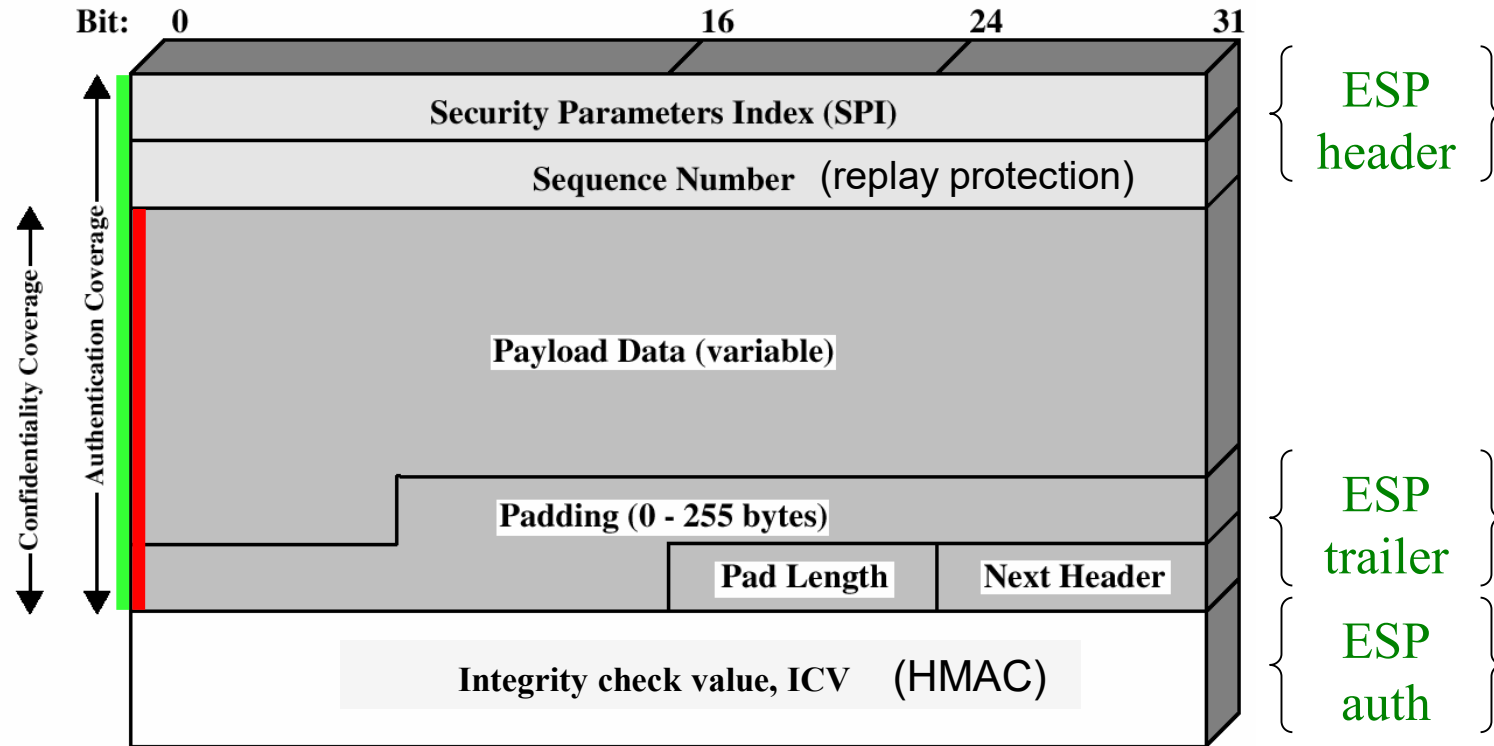 Bit: 0 16 24 31
Security Parameters Index (SPI)
ESP
header
Sequence Number (replay protection)
Confidentiality Coverage
Authentication Coverage
Payload Data (variable)
Padding (0 - 255 bytes)
ESP
trailer
Pad Length Next Header
Integrity check value, ICV (HMAC)
ESP
auth